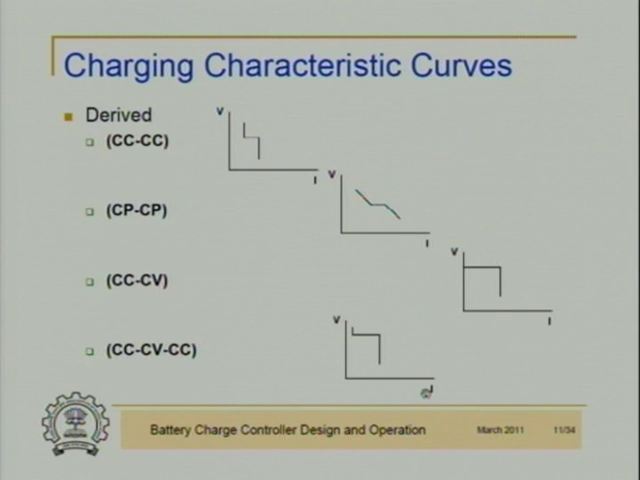 Charging Characteristic Curves
Derived
(CC-CC)
V
I
(CP-CP)
V
I
(CC-CV)
V
I
(CC-CV-CC)
V
I
Battery Charge Controller Design and Operation
March 2011
11/34